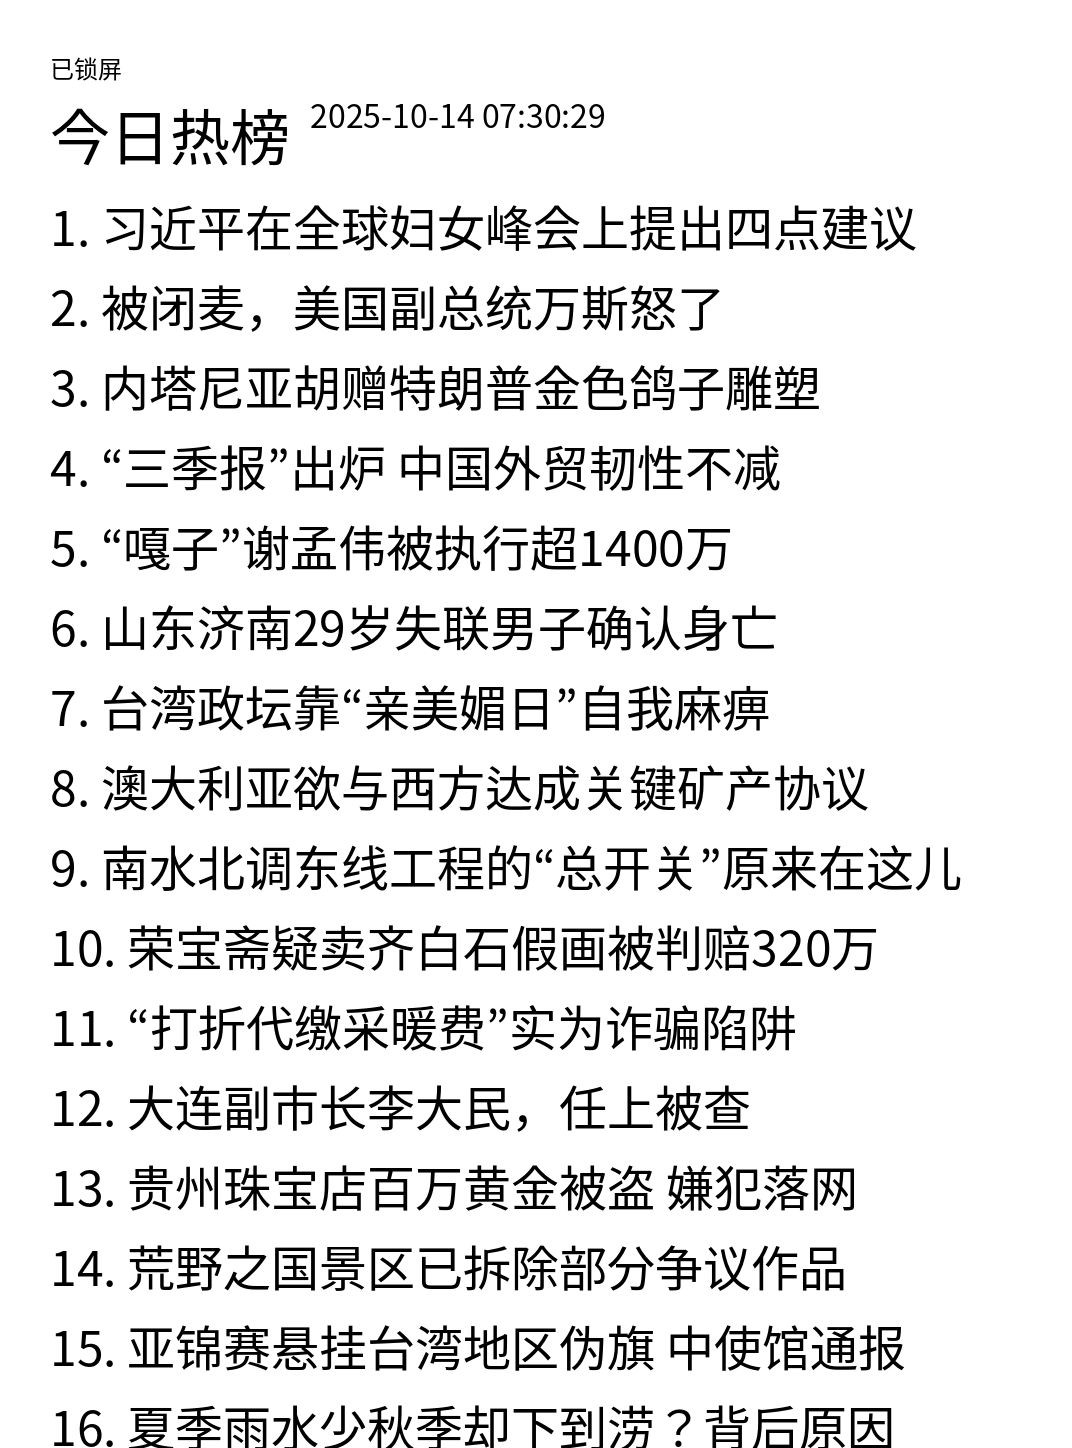 已锁屏
今日热榜 2025-10-14 07:30:29
1. 习近平在全球妇女峰会上提出四点建议
2. 被闭麦，美国副总统万斯怒了
3. 内塔尼亚胡赠特朗普金色鸽子雕塑
4. “三季报”出炉 中国外贸韧性不减
5. “嘎子”谢孟伟被执行超1400万
6. 山东济南29岁失联男子确认身亡
7. 台湾政坛靠“亲美媚日”自我麻痹
8. 澳大利亚欲与西方达成关键矿产协议
9. 南水北调东线工程的“总开关”原来在这儿
10. 荣宝斋疑卖齐白石假画被判赔320万
11. “打折代缴采暖费”实为诈骗陷阱
12. 大连副市长李大民，任上被查
13. 贵州珠宝店百万黄金被盗 嫌犯落网
14. 荒野之国景区已拆除部分争议作品
15. 亚锦赛悬挂台湾地区伪旗 中使馆通报
16. 夏季雨水少秋季却下到涝？背后原因